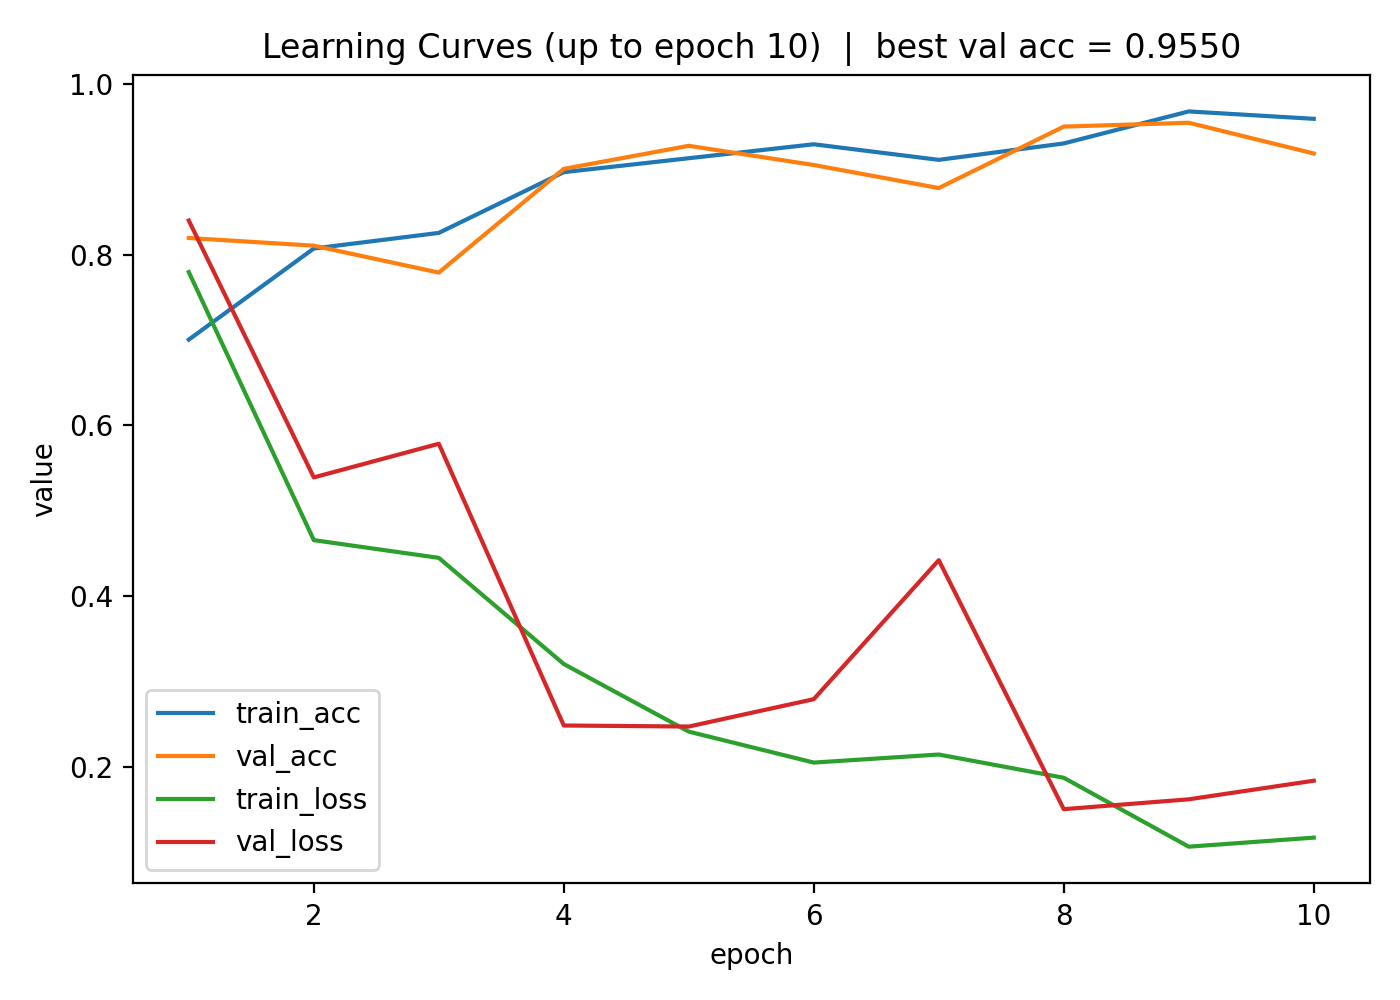 Learning Curves (up to epoch 10) | best val acc = 0.9550
1.0
0.8
0.6
0.4
0.2
value
train_acc
val_acc
train_loss
val_loss
2 4 6 8 10
epoch